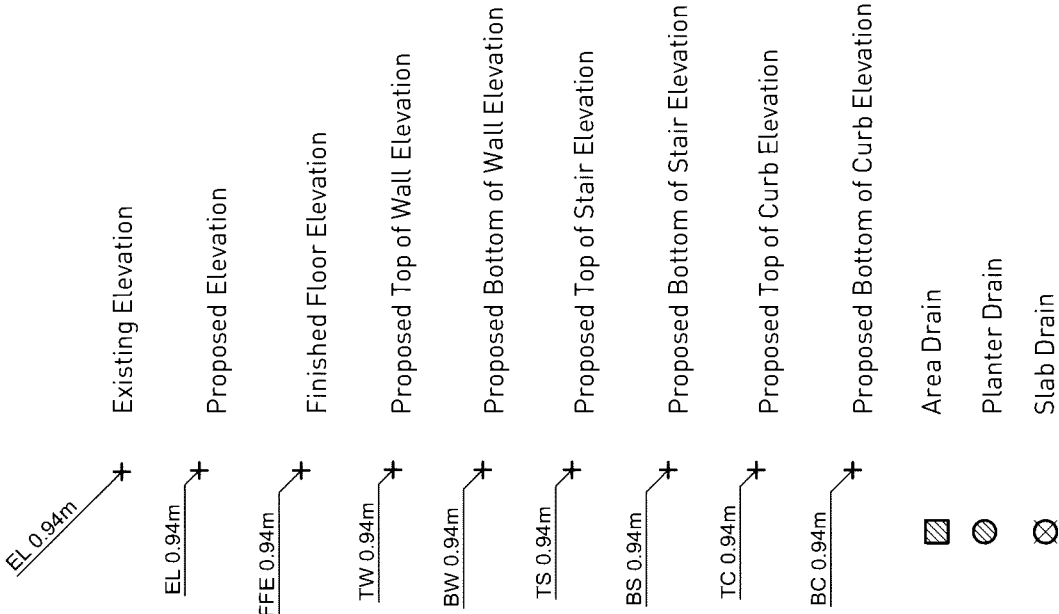 EL 0.94m Existing Elevation
EL 0.94m Proposed Elevation
FFE 0.94m Finished Floor Elevation
TW 0.94m Proposed Top of Wall Elevation
BW 0.94m Proposed Bottom of Wall Elevation
TS 0.94m Proposed Top of Stair Elevation
BS 0.94m Proposed Bottom of Stair Elevation
TC 0.94m Proposed Top of Curb Elevation
BC 0.94m Proposed Bottom of Curb Elevation
Area Drain
Planter Drain
Slab Drain